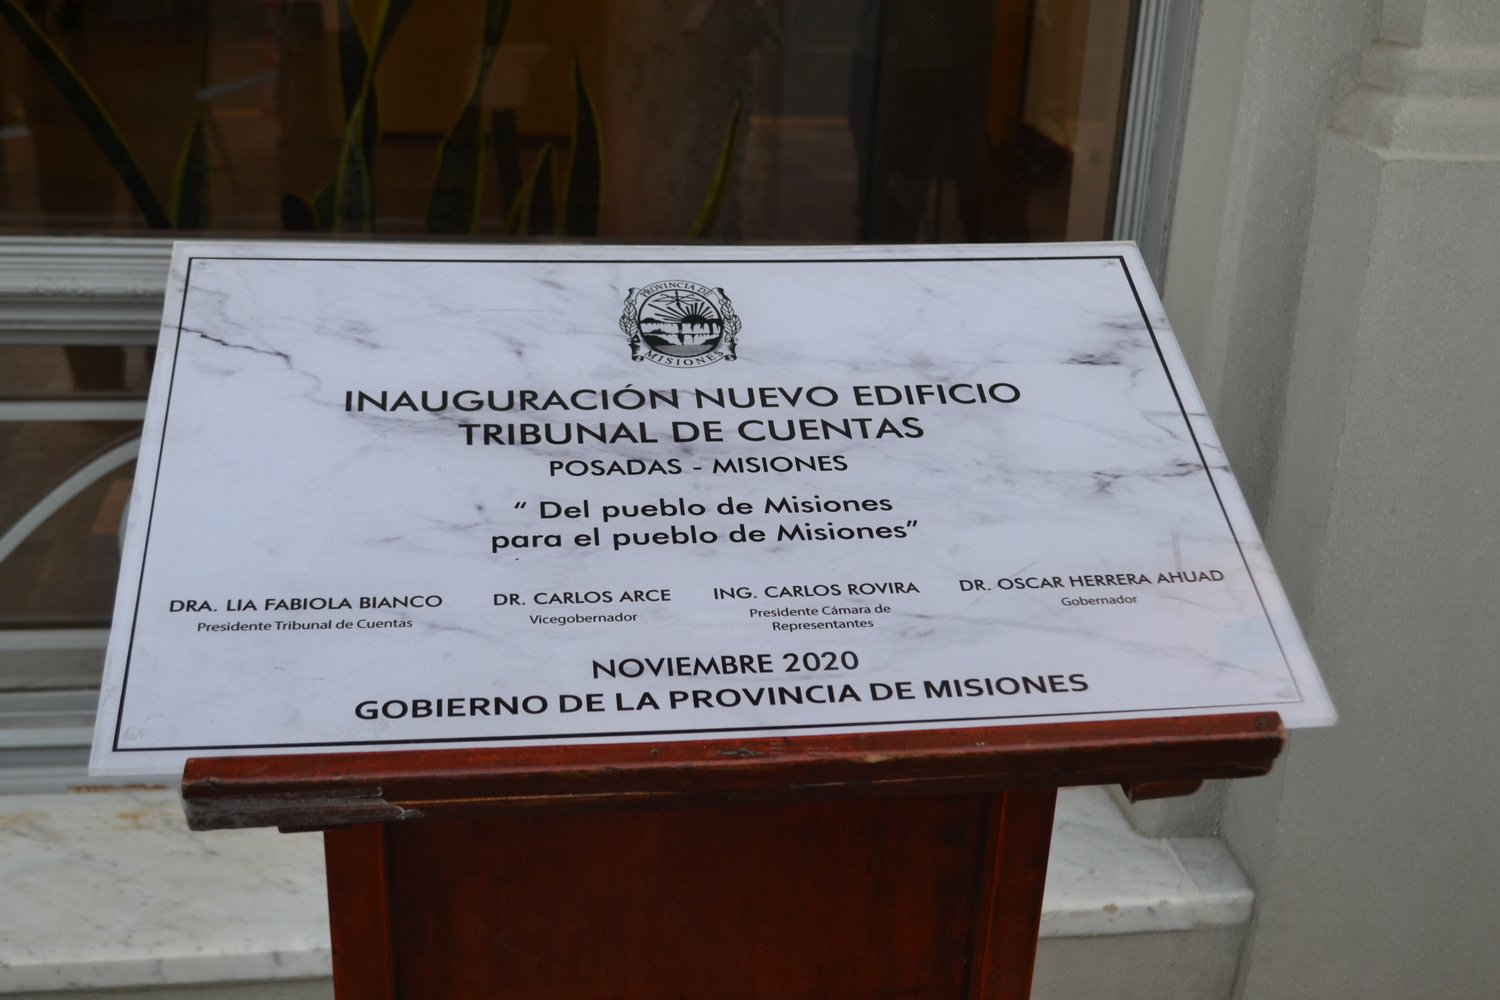 PROVINCIA DE
MISIONES
INAUGURACIÓN NUEVO EDIFICIO
TRIBUNAL DE CUENTAS
POSADAS - MISIONES
“ Del pueblo de Misiones
para el pueblo de Misiones”
DRA. LIA FABIOLA BIANCO
Presidente Tribunal de Cuentas
DR. CARLOS ARCE
Vicegobernador
ING. CARLOS ROVIRA
Presidente Cámara de
Representantes
DR. OSCAR HERRERA AHUAD
Gobernador
NOVIEMBRE 2020
GOBIERNO DE LA PROVINCIA DE MISIONES